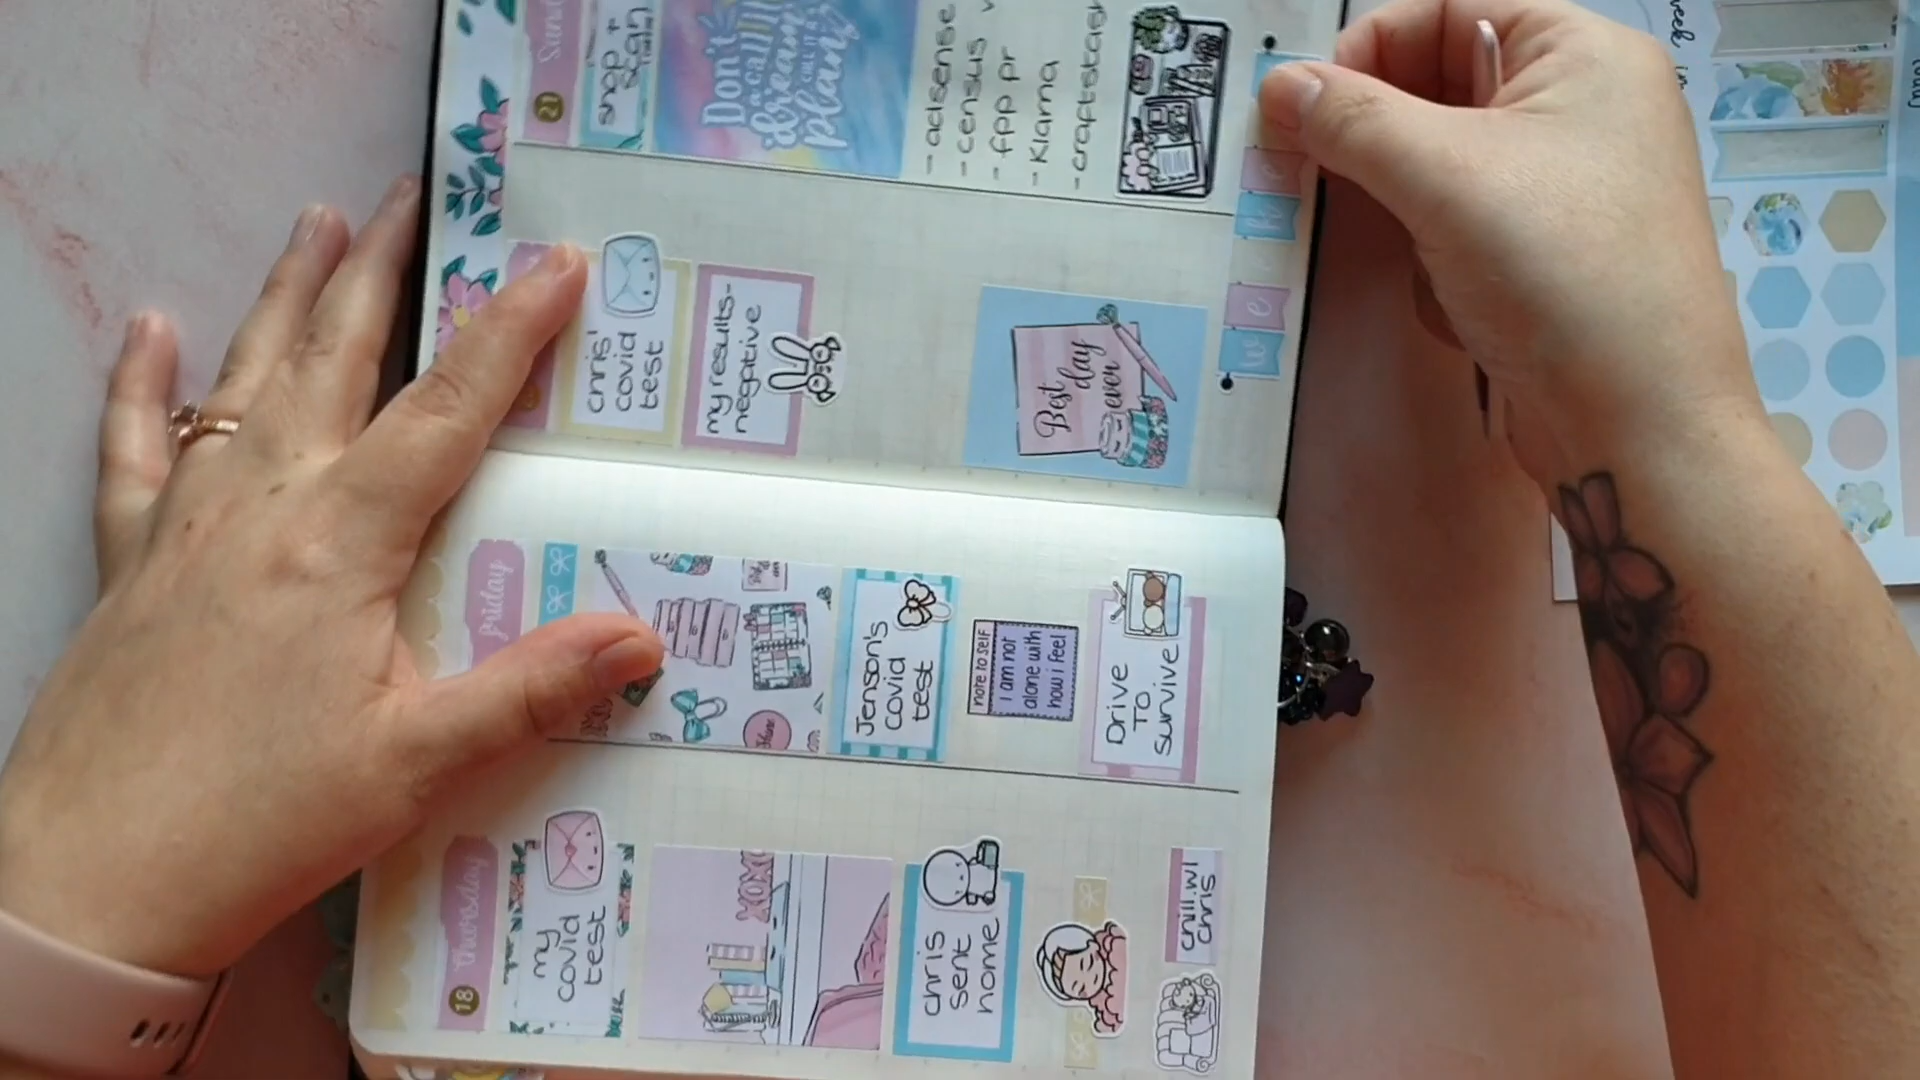 thursday
18
my
covid
test
XOXO
chris
sent
home
chill w/
chris
friday
Jenson's
covid
test
note to self
i am not
alone with
how i feel
Drive
To
Survive
chris'
covid
test
my results-
negative
Best
day
ever
21
shop +
scan
Don't
call it a
dream
call it a
plan
- adsense
- census
- fpp pr
- Klarna
- craftstash
w
e
k
e
week in